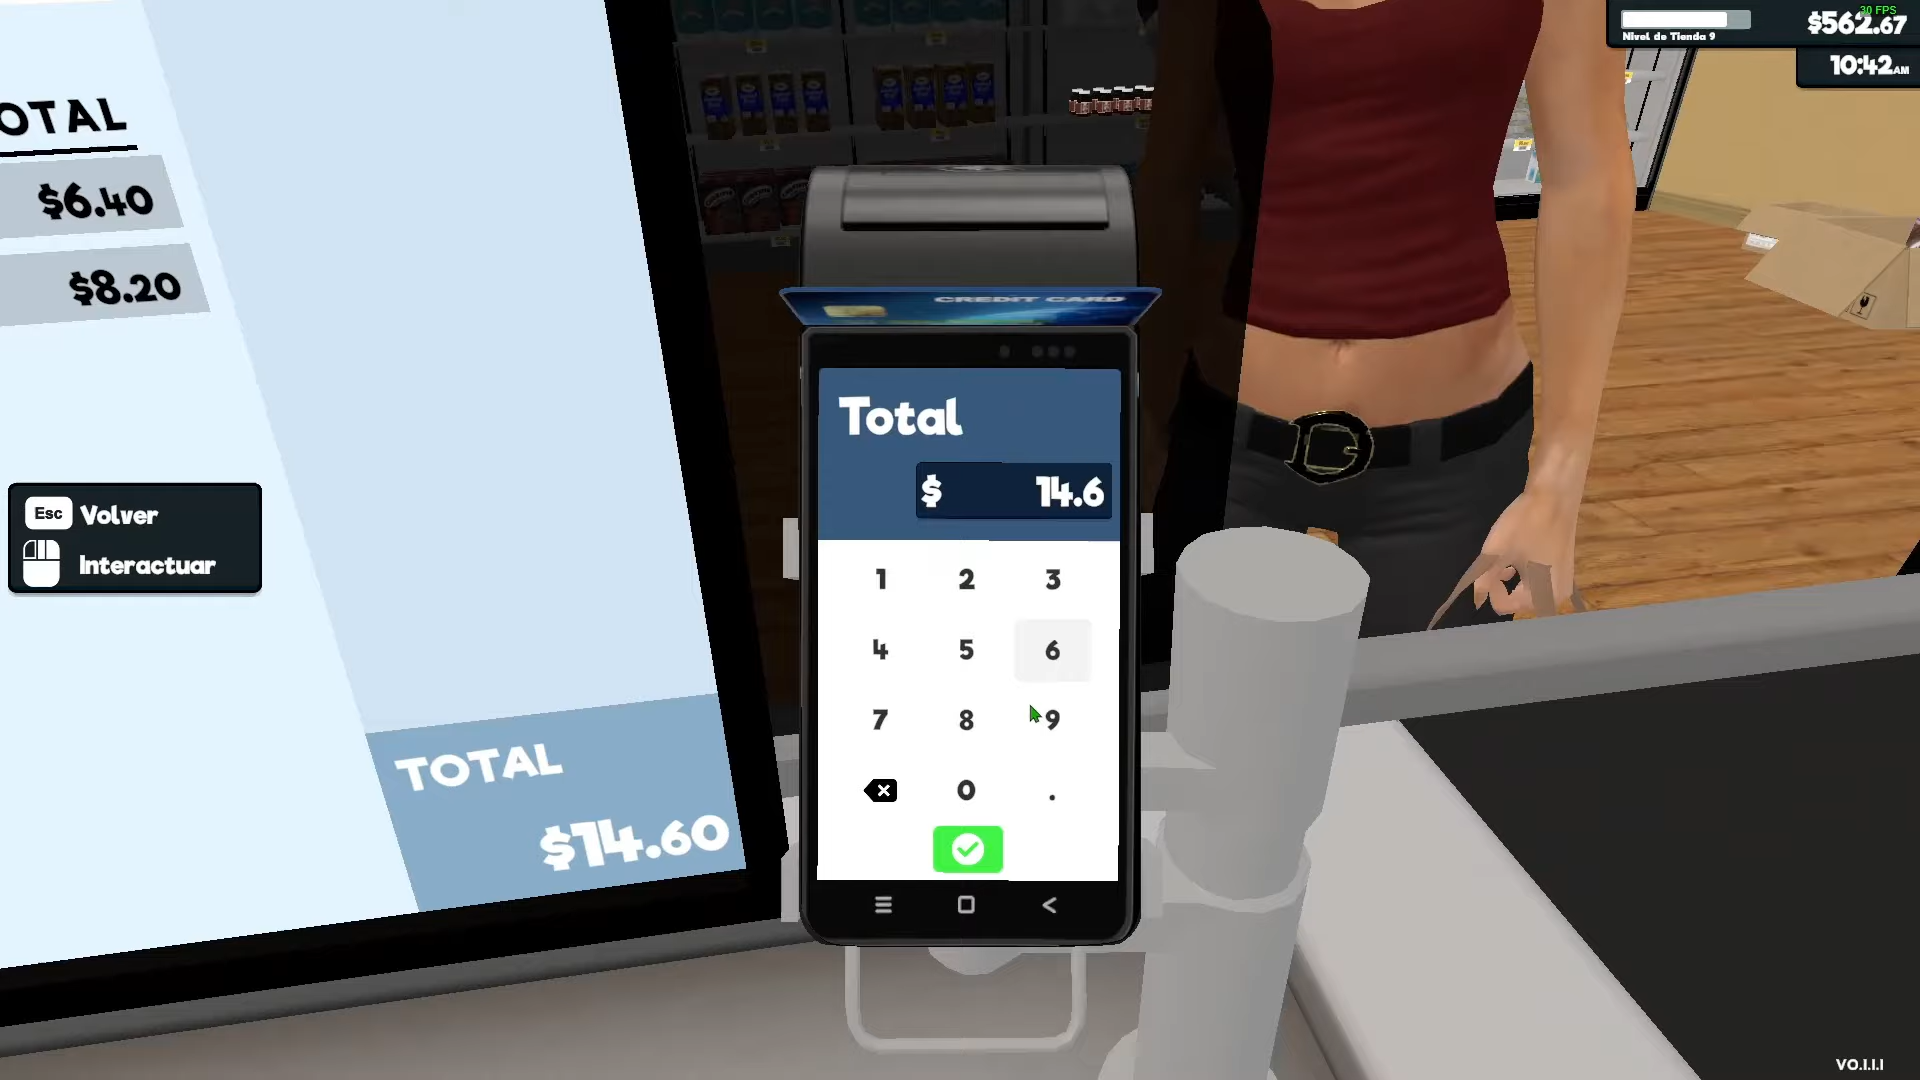 30 FPS
$562.67
Nivel de Tienda 9
10:42AM
OTAL
$6.40
$8.20
CREDIT CARD
Total
$ 14.6
Esc Volver
Interactuar
1 2 3
4 5 6
7 8 9
0 .
TOTAL
$14.60
V0.1.1.1